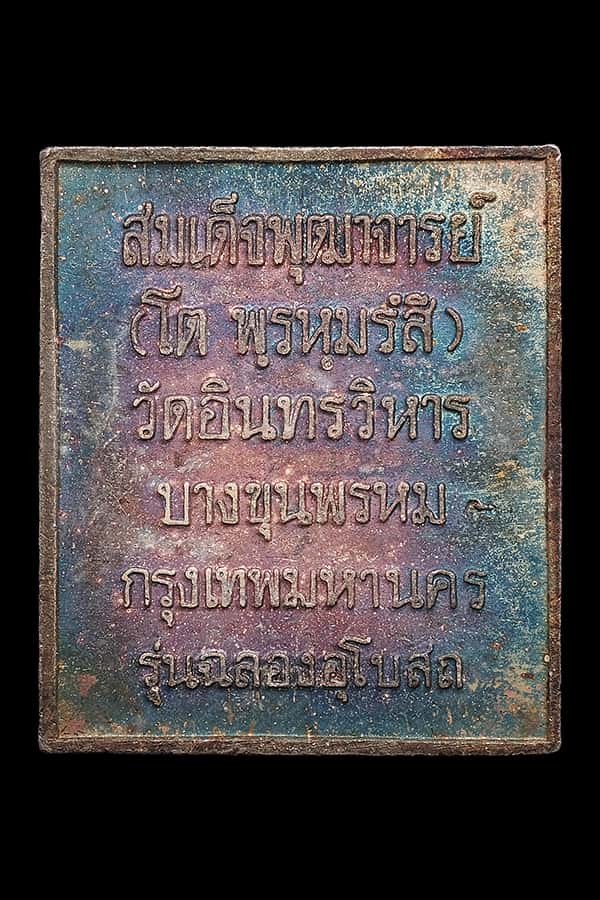 สมเด็จพุฒาจารย์
(โต พฺรหฺมรํสี)
วัดอินทรวิหาร
บางขุนพรหม
กรุงเทพมหานคร
รุ่นฉลองอุโบสถ